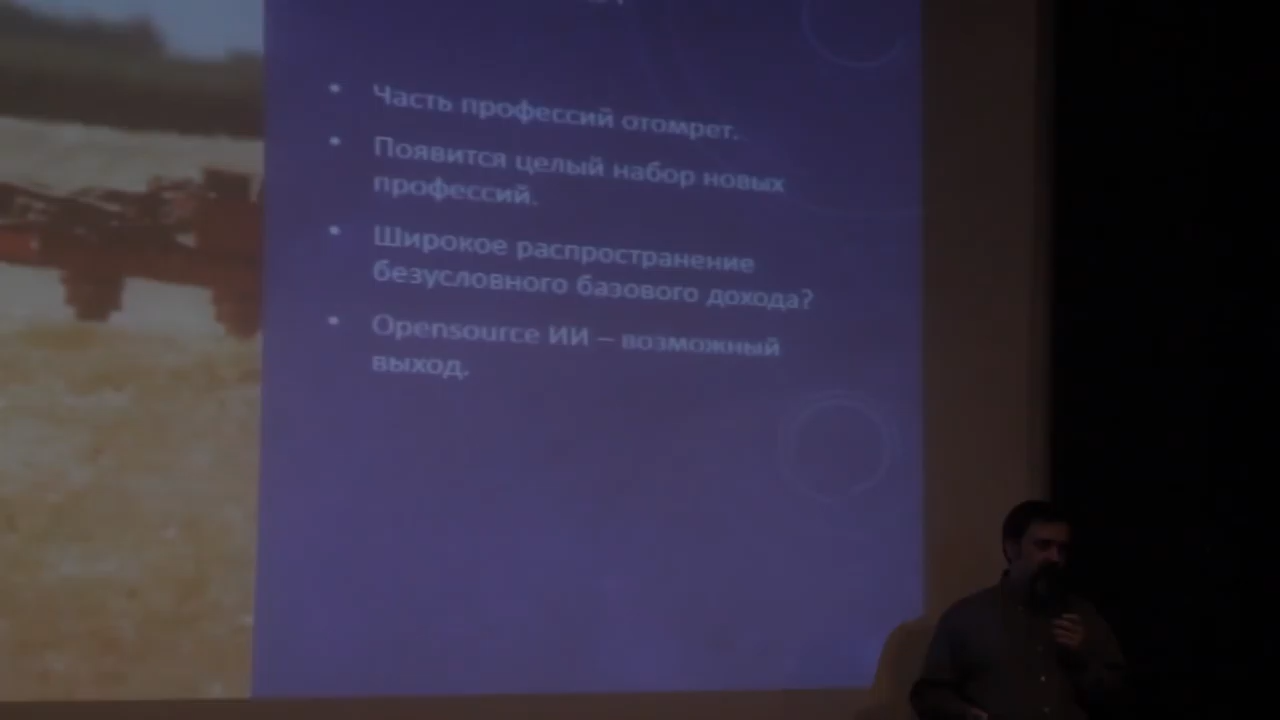 • Часть профессий отомрет.
• Появится целый набор новых
профессий.
• Широкое распространение
безусловного базового дохода?
• Opensource ИИ – возможный
выход.